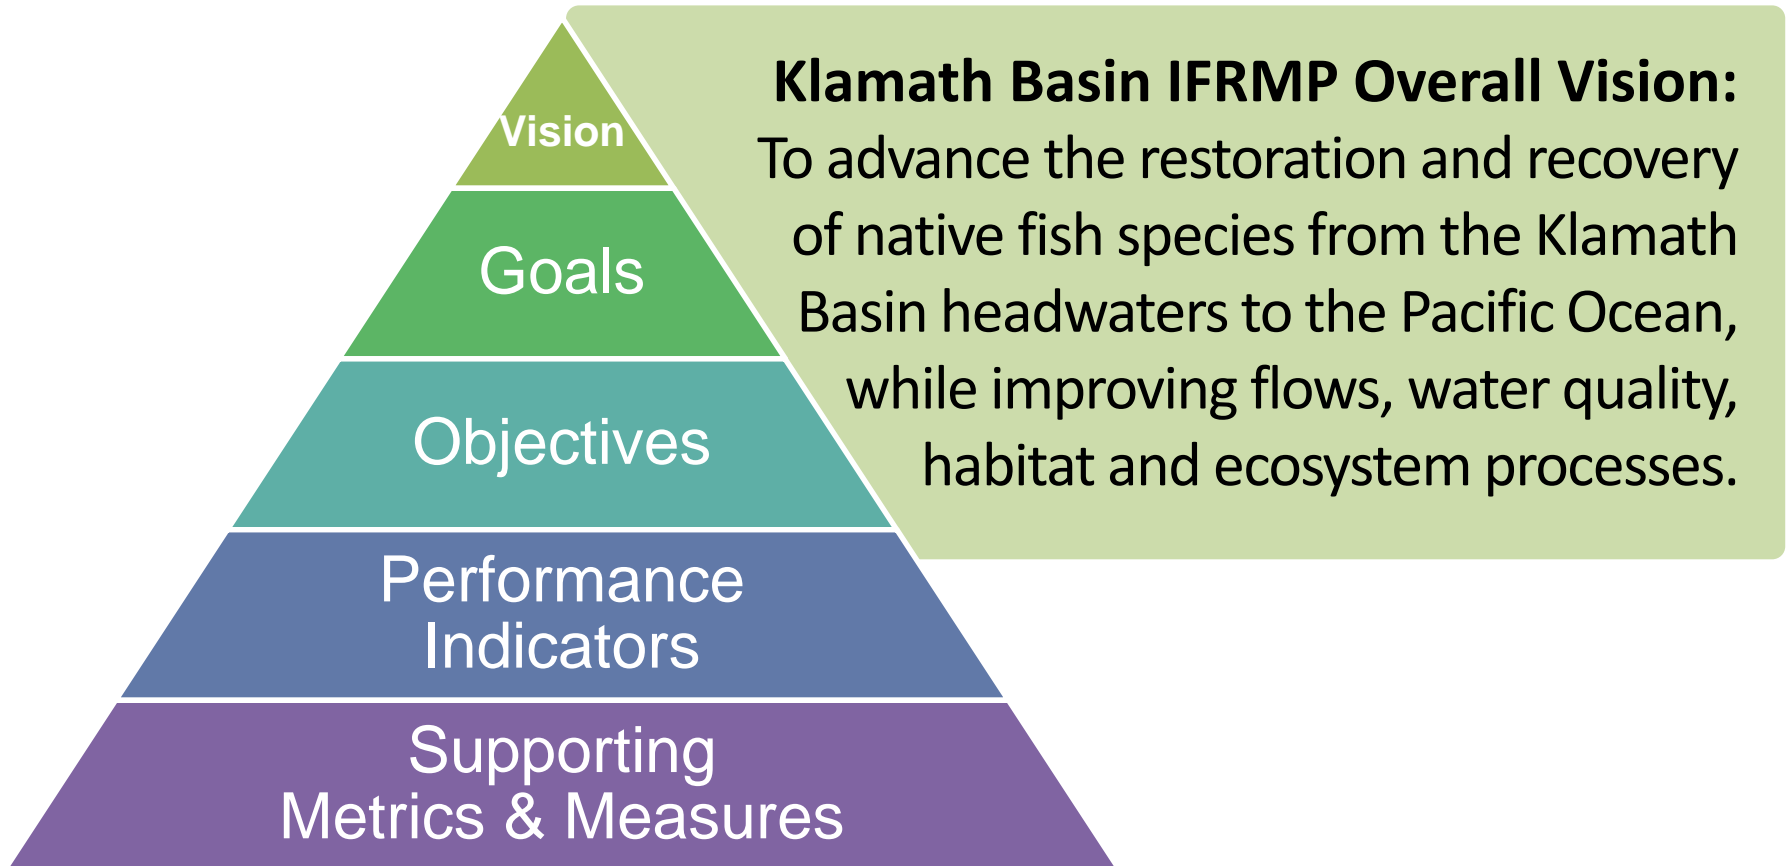 Vision
Goals
Objectives
Performance
Indicators
Supporting
Metrics & Measures
Klamath Basin IFRMP Overall Vision:
To advance the restoration and recovery
of native fish species from the Klamath
Basin headwaters to the Pacific Ocean,
while improving flows, water quality,
habitat and ecosystem processes.